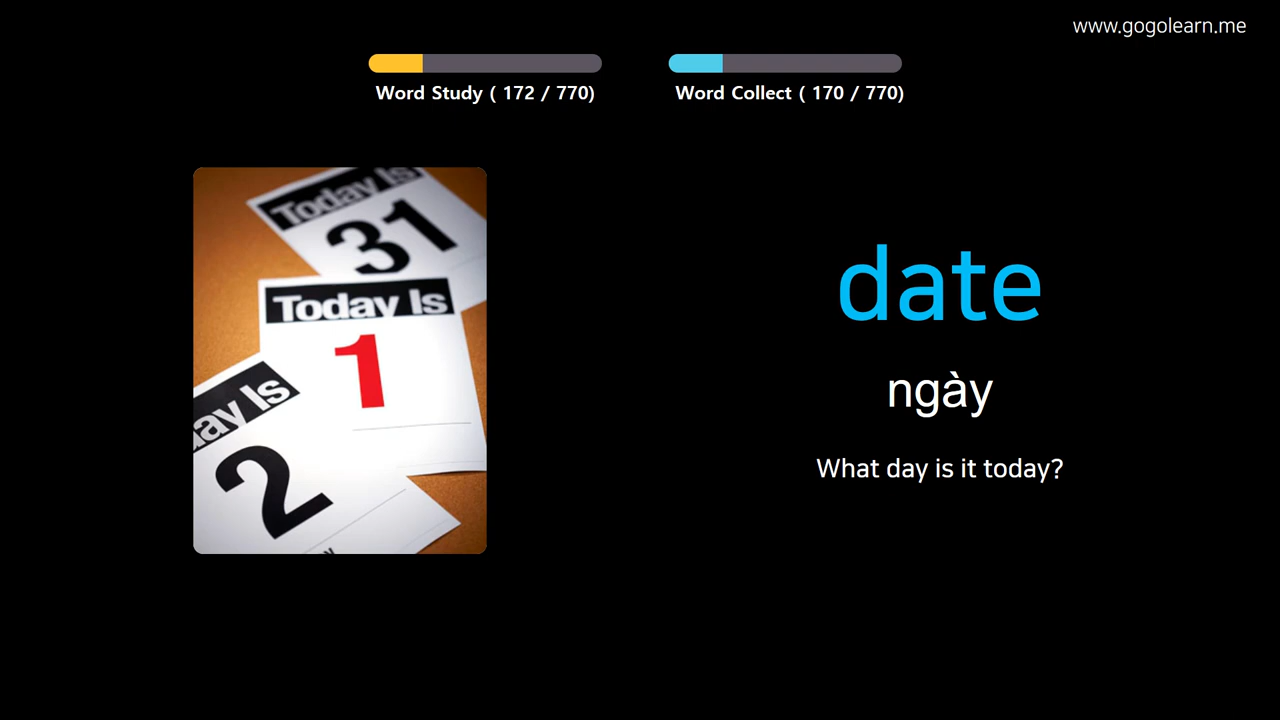 www.gogolearn.me
Word Study ( 172 / 770)
Word Collect ( 170 / 770)
Today Is
31
Today Is
1
ay Is
2
date
ngày
What day is it today?